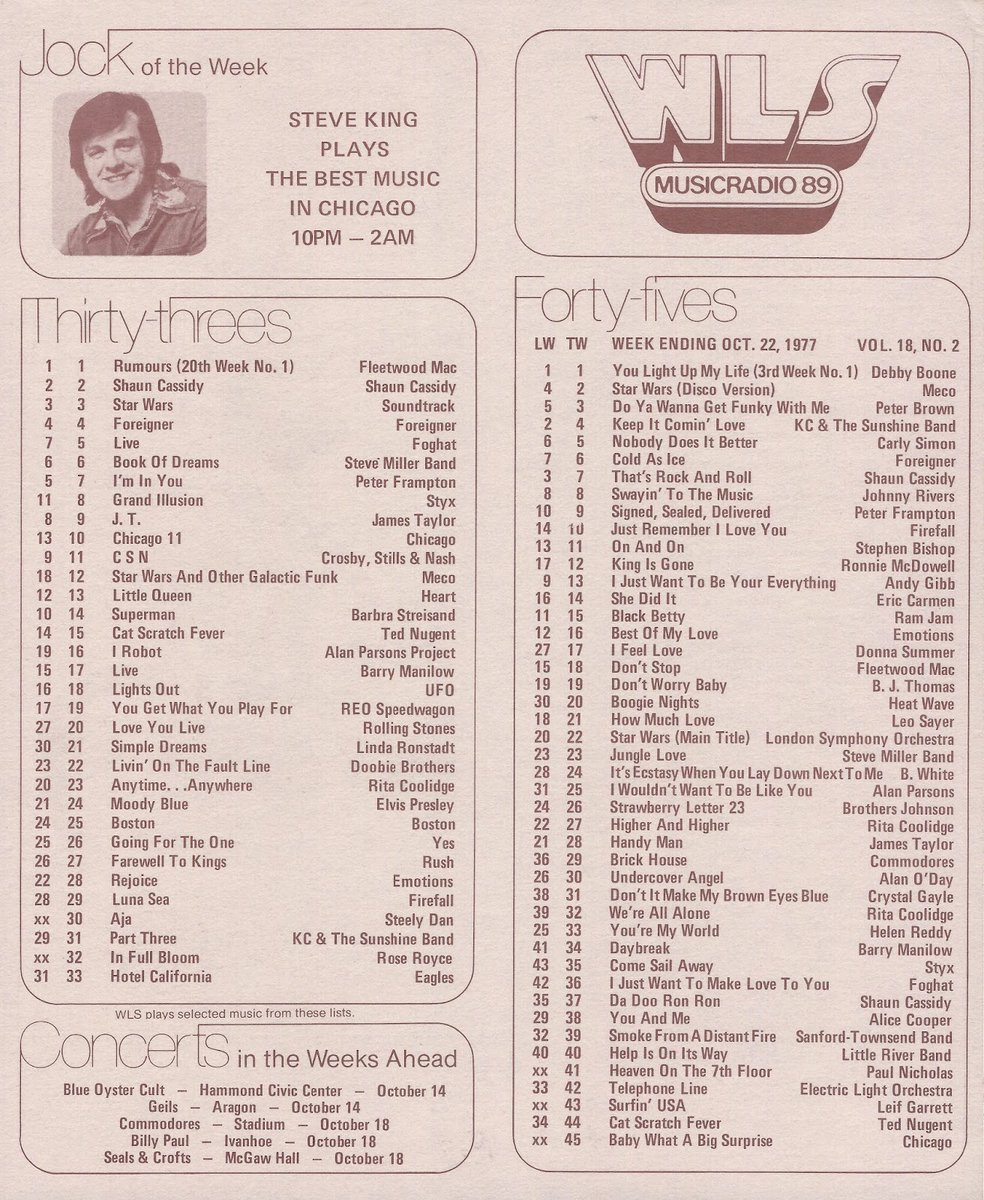 Jock of the Week
STEVE KING
PLAYS
THE BEST MUSIC
IN CHICAGO
10PM – 2AM
WLS
MUSICRADIO 89
Thirty-threes
1 1 Rumours (20th Week No. 1) Fleetwood Mac
2 2 Shaun Cassidy Shaun Cassidy
3 3 Star Wars Soundtrack
4 4 Foreigner Foreigner
7 5 Live Foghat
6 6 Book Of Dreams Steve Miller Band
5 7 I'm In You Peter Frampton
11 8 Grand Illusion Styx
8 9 J. T. James Taylor
13 10 Chicago 11 Chicago
9 11 C S N Crosby, Stills & Nash
18 12 Star Wars And Other Galactic Funk Meco
12 13 Little Queen Heart
10 14 Superman Barbra Streisand
14 15 Cat Scratch Fever Ted Nugent
19 16 I Robot Alan Parsons Project
15 17 Live Barry Manilow
16 18 Lights Out UFO
17 19 You Get What You Play For REO Speedwagon
27 20 Love You Live Rolling Stones
30 21 Simple Dreams Linda Ronstadt
23 22 Livin' On The Fault Line Doobie Brothers
20 23 Anytime. . .Anywhere Rita Coolidge
21 24 Moody Blue Elvis Presley
24 25 Boston Boston
25 26 Going For The One Yes
26 27 Farewell To Kings Rush
22 28 Rejoice Emotions
28 29 Luna Sea Firefall
xx 30 Aja Steely Dan
29 31 Part Three KC & The Sunshine Band
xx 32 In Full Bloom Rose Royce
31 33 Hotel California Eagles
WLS plays selected music from these lists.
Concerts in the Weeks Ahead
Blue Oyster Cult – Hammond Civic Center – October 14
Geils – Aragon – October 14
Commodores – Stadium – October 18
Billy Paul – Ivanhoe – October 18
Seals & Crofts – McGaw Hall – October 18
Forty-fives
LW TW WEEK ENDING OCT. 22, 1977 VOL. 18, NO. 2
1 1 You Light Up My Life (3rd Week No. 1) Debby Boone
4 2 Star Wars (Disco Version) Meco
5 3 Do Ya Wanna Get Funky With Me Peter Brown
2 4 Keep It Comin' Love KC & The Sunshine Band
6 5 Nobody Does It Better Carly Simon
7 6 Cold As Ice Foreigner
3 7 That's Rock And Roll Shaun Cassidy
8 8 Swayin' To The Music Johnny Rivers
10 9 Signed, Sealed, Delivered Peter Frampton
14 10 Just Remember I Love You Firefall
13 11 On And On Stephen Bishop
17 12 King Is Gone Ronnie McDowell
9 13 I Just Want To Be Your Everything Andy Gibb
16 14 She Did It Eric Carmen
11 15 Black Betty Ram Jam
12 16 Best Of My Love Emotions
27 17 I Feel Love Donna Summer
15 18 Don't Stop Fleetwood Mac
19 19 Don't Worry Baby B. J. Thomas
30 20 Boogie Nights Heat Wave
18 21 How Much Love Leo Sayer
20 22 Star Wars (Main Title) London Symphony Orchestra
23 23 Jungle Love Steve Miller Band
28 24 It's Ecstasy When You Lay Down Next To Me B. White
31 25 I Wouldn't Want To Be Like You Alan Parsons
24 26 Strawberry Letter 23 Brothers Johnson
22 27 Higher And Higher Rita Coolidge
21 28 Handy Man James Taylor
36 29 Brick House Commodores
26 30 Undercover Angel Alan O'Day
38 31 Don't It Make My Brown Eyes Blue Crystal Gayle
39 32 We're All Alone Rita Coolidge
25 33 You're My World Helen Reddy
41 34 Daybreak Barry Manilow
43 35 Come Sail Away Styx
42 36 I Just Want To Make Love To You Foghat
35 37 Da Doo Ron Ron Shaun Cassidy
29 38 You And Me Alice Cooper
32 39 Smoke From A Distant Fire Sanford-Townsend Band
40 40 Help Is On Its Way Little River Band
xx 41 Heaven On The 7th Floor Paul Nicholas
33 42 Telephone Line Electric Light Orchestra
xx 43 Surfin' USA Leif Garrett
34 44 Cat Scratch Fever Ted Nugent
xx 45 Baby What A Big Surprise Chicago